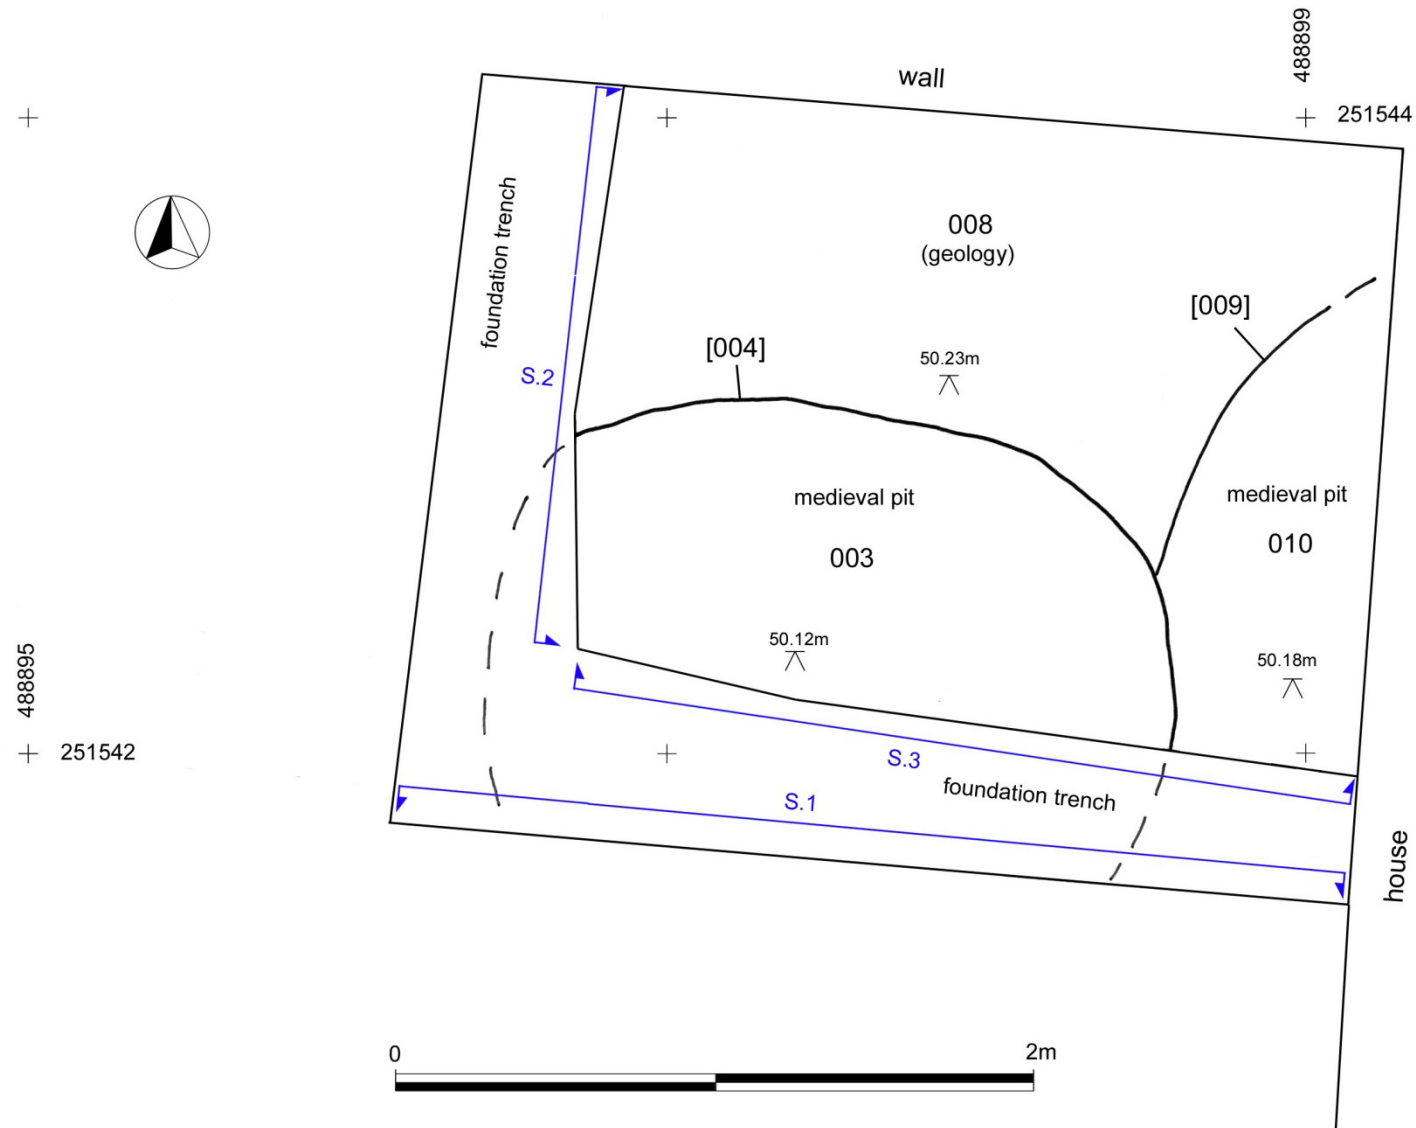 wall
488899
251544
foundation trench
008
(geology)
[009]
[004]
50.23m
S.2
medieval pit
003
medieval pit
010
50.12m
50.18m
488895
251542
S.3
foundation trench
S.1
house
0
2m